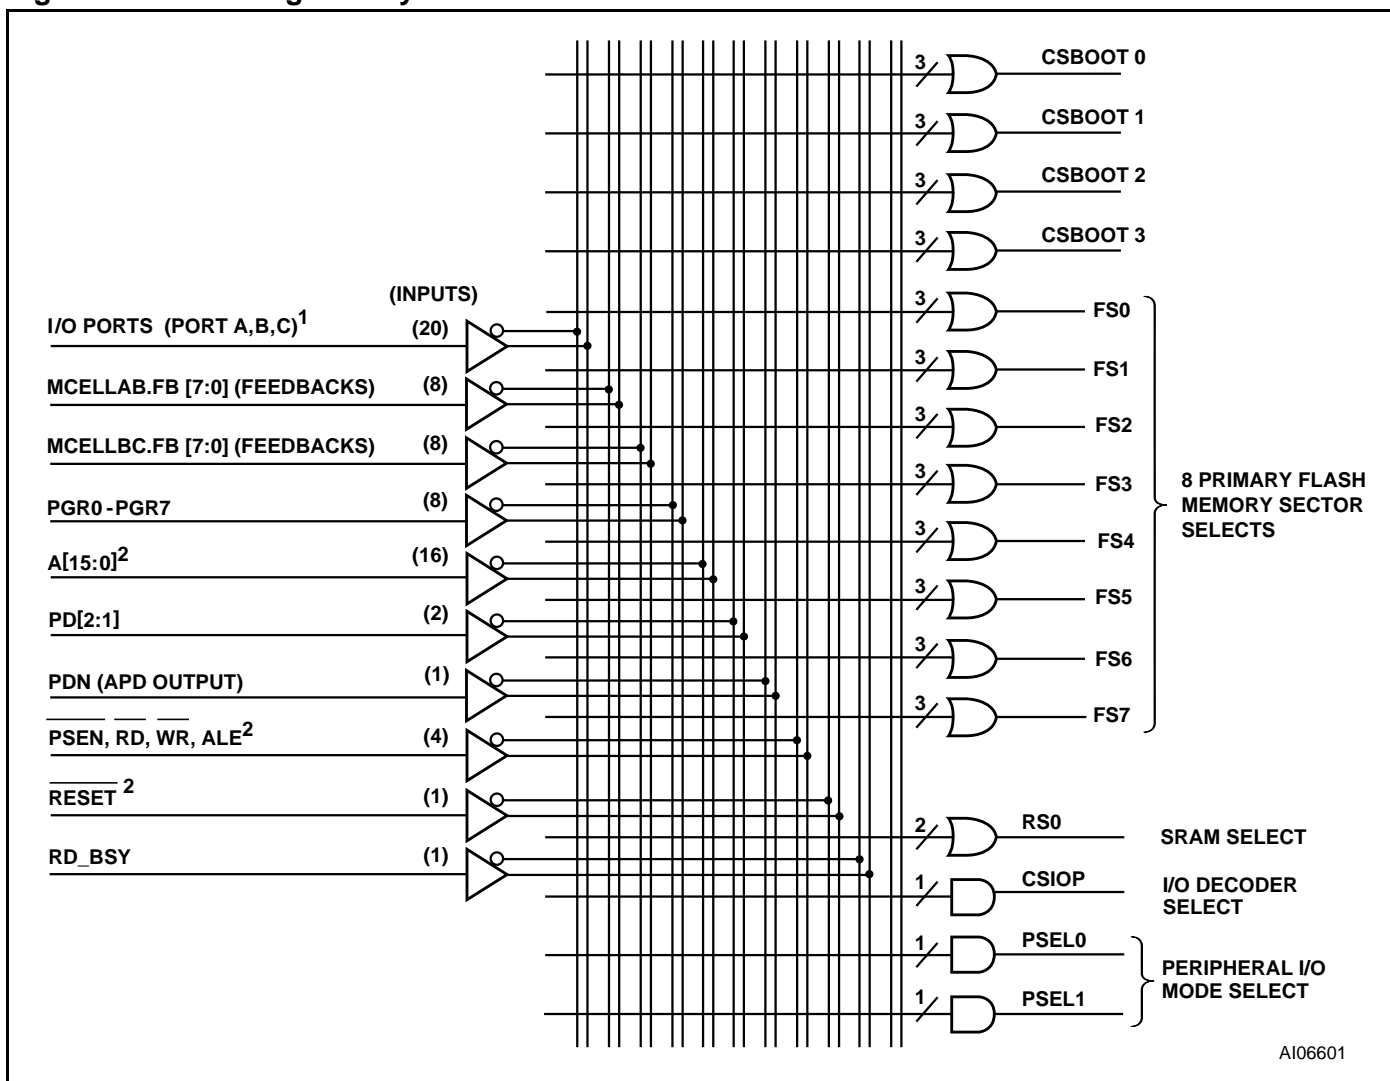 3 CSBOOT 0
3 CSBOOT 1
3 CSBOOT 2
3 CSBOOT 3
(INPUTS)
I/O PORTS (PORT A,B,C)1 (20)
MCELLAB.FB [7:0] (FEEDBACKS) (8)
MCELLBC.FB [7:0] (FEEDBACKS) (8)
PGR0 - PGR7 (8)
A[15:0]2 (16)
PD[2:1] (2)
PDN (APD OUTPUT) (1)
PSEN, RD, WR, ALE2 (4)
RESET 2 (1)
RD_BSY (1)
3 FS0
3 FS1
3 FS2
3 FS3
3 FS4
3 FS5
3 FS6
3 FS7
8 PRIMARY FLASH
MEMORY SECTOR
SELECTS
2 RS0 SRAM SELECT
1 CSIOP I/O DECODER
SELECT
1 PSEL0
1 PSEL1
PERIPHERAL I/O
MODE SELECT
AI06601